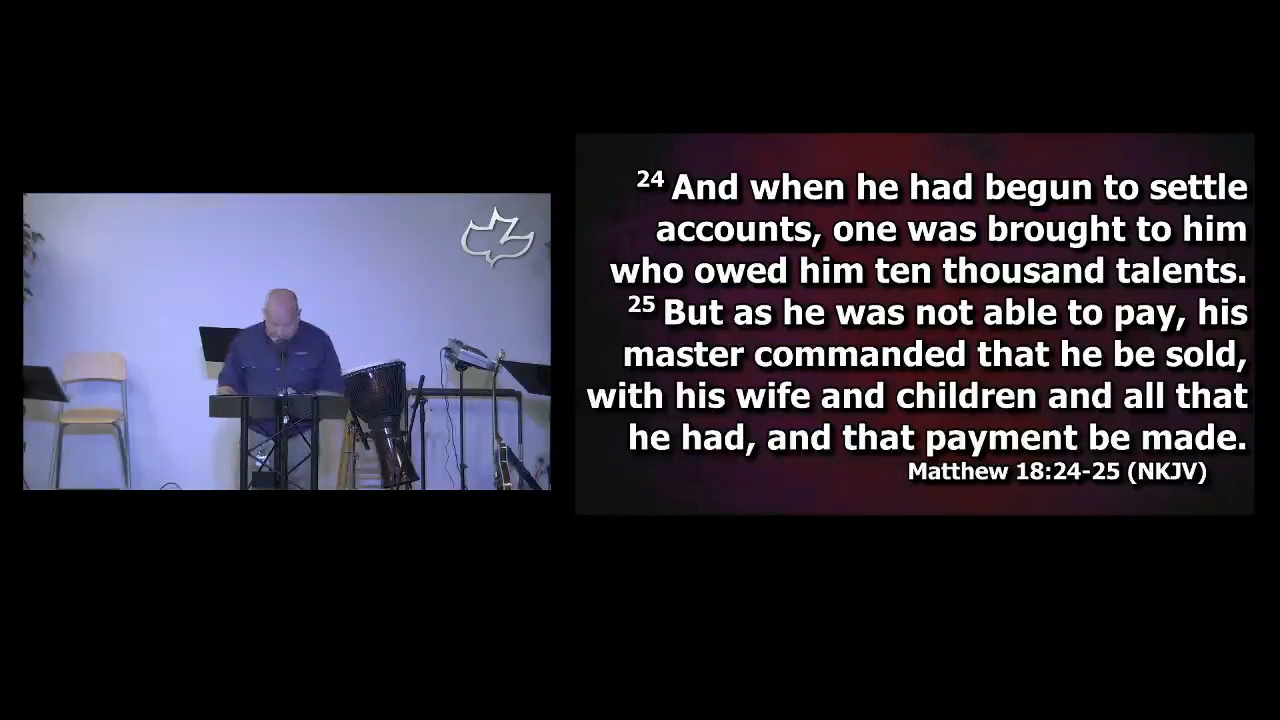 24 And when he had begun to settle
accounts, one was brought to him
who owed him ten thousand talents.
25 But as he was not able to pay, his
master commanded that he be sold,
with his wife and children and all that
he had, and that payment be made.
Matthew 18:24-25 (NKJV)